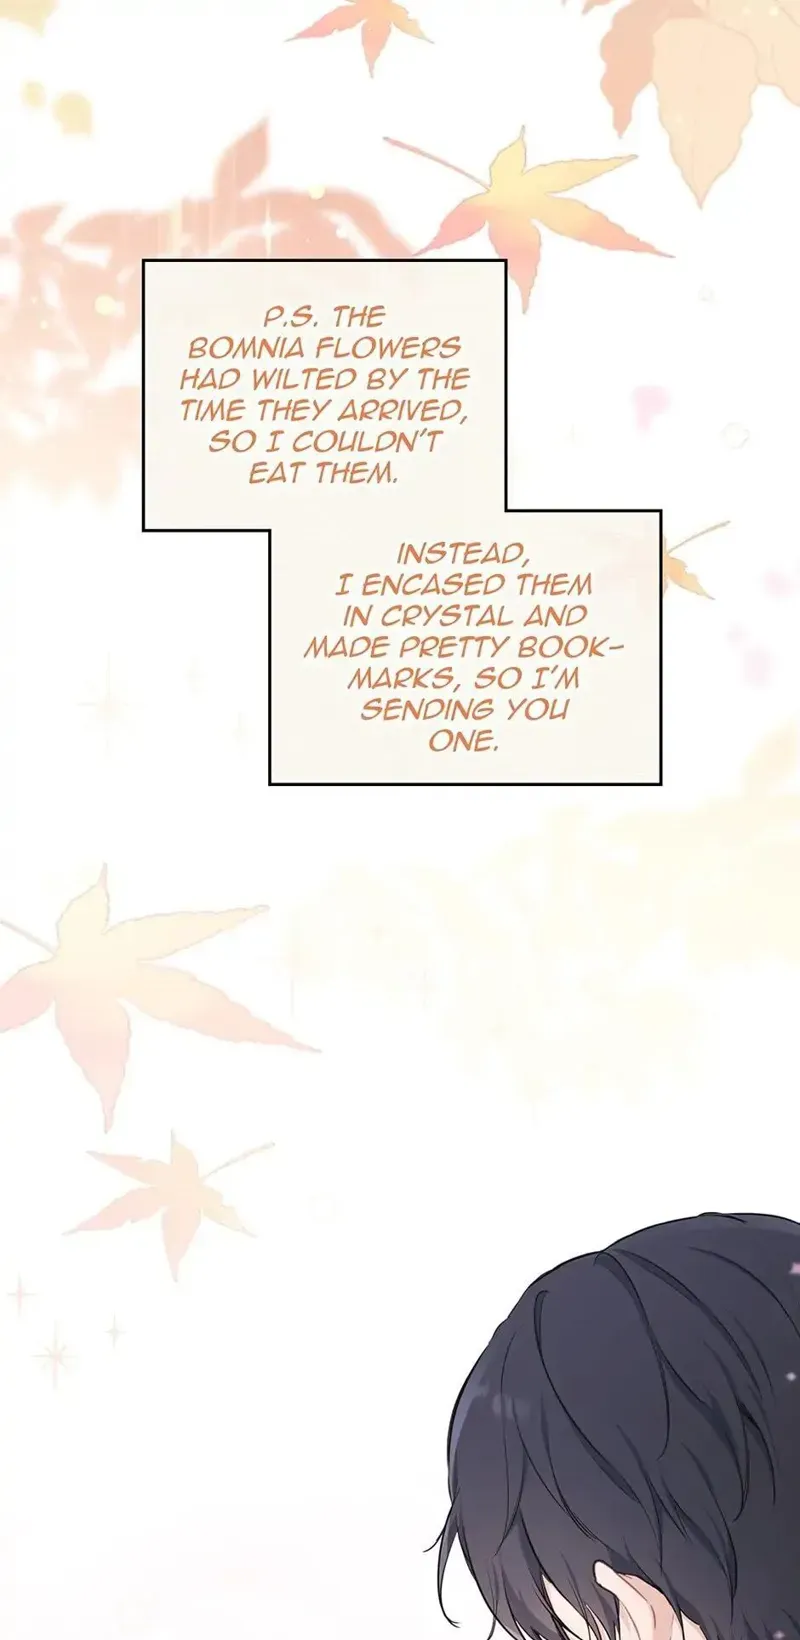 P.S. THE
BOMNIA FLOWERS
HAD WILTED BY THE
TIME THEY ARRIVED,
SO I COULDN'T
EAT THEM.
INSTEAD,
I ENCASED THEM
IN CRYSTAL AND
MADE PRETTY BOOK-
MARKS, SO I'M
SENDING YOU
ONE.